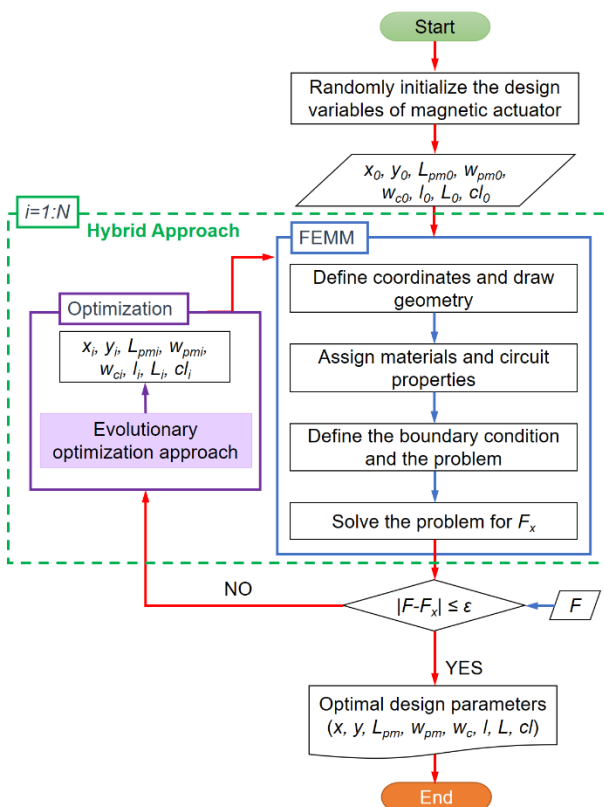 Start
Randomly initialize the design
variables of magnetic actuator
x0, y0, Lpm0, wpm0,
wc0, l0, L0, cl0
i=1:N
Hybrid Approach
FEMM
Define coordinates and draw
geometry
Assign materials and circuit
properties
Define the boundary condition
and the problem
Solve the problem for Fx
Optimization
xi, yi, Lpmi, wpmi,
wci, li, Li, cli
Evolutionary
optimization approach
NO
|F-Fx| ≤ ε
F
YES
Optimal design parameters
(x, y, Lpm, wpm, wc, l, L, cl)
End